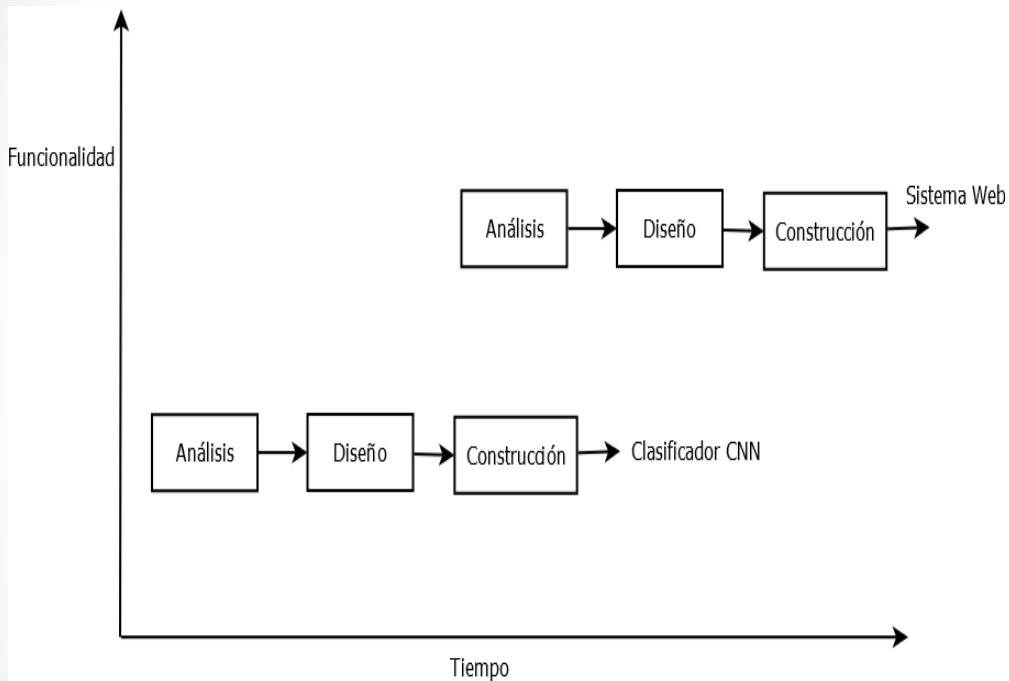 Funcionalidad
Sistema Web
Análisis
Diseño
Construcción
Análisis
Diseño
Construcción
Clasificador CNN
Tiempo